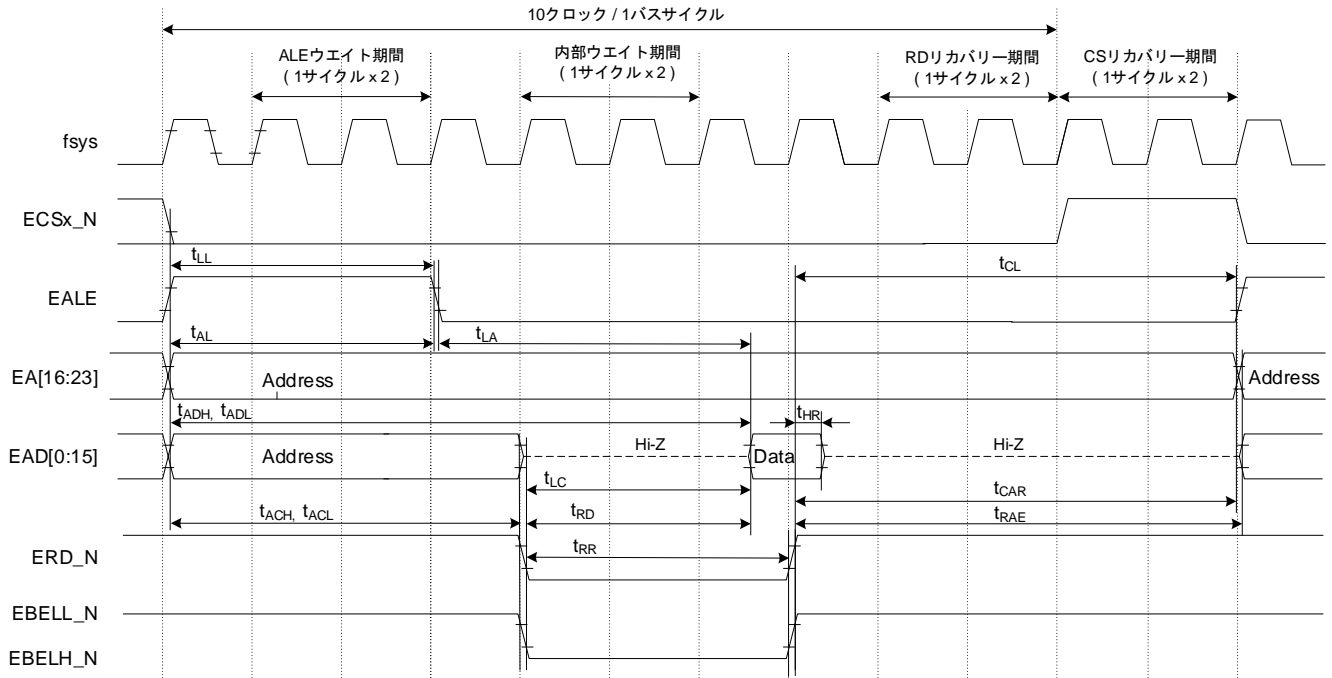 10クロック / 1バスサイクル
ALEウエイト期間
( 1サイクル x 2 )
内部ウエイト期間
( 1サイクル x 2 )
RDリカバリー期間
( 1サイクル x 2 )
CSリカバリー期間
( 1サイクル x 2 )
fsys
ECSx_N
tLL
tCL
EALE
tAL
tLA
EA[16:23]
Address
Address
tADH, tADL
tHR
EAD[0:15]
Address
Hi-Z
Data
Hi-Z
tLC
tCAR
tACH, tACL
tRD
tRAE
ERD_N
tRR
EBELL_N
EBELH_N